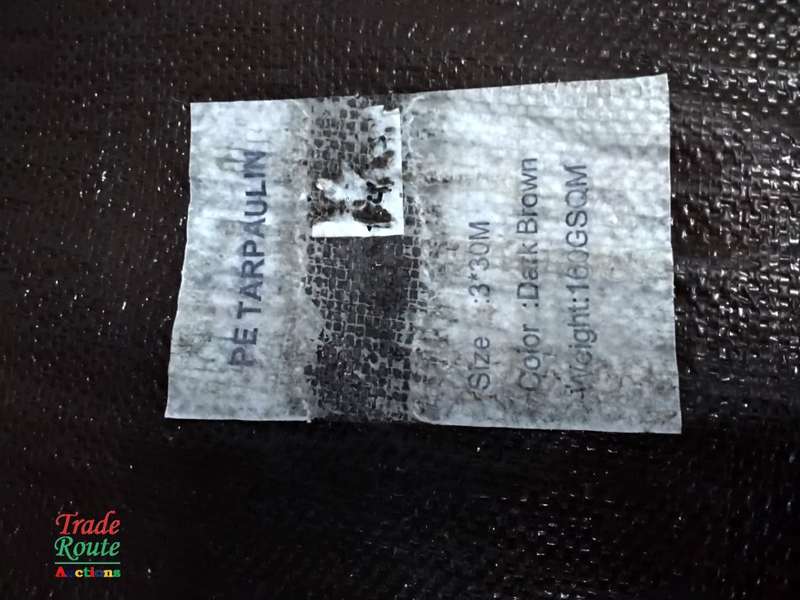 PE TARPAULIN
Size :3*30M
Color :Dark Brown
Weight:160GSQM
Trade
Route
Auctions